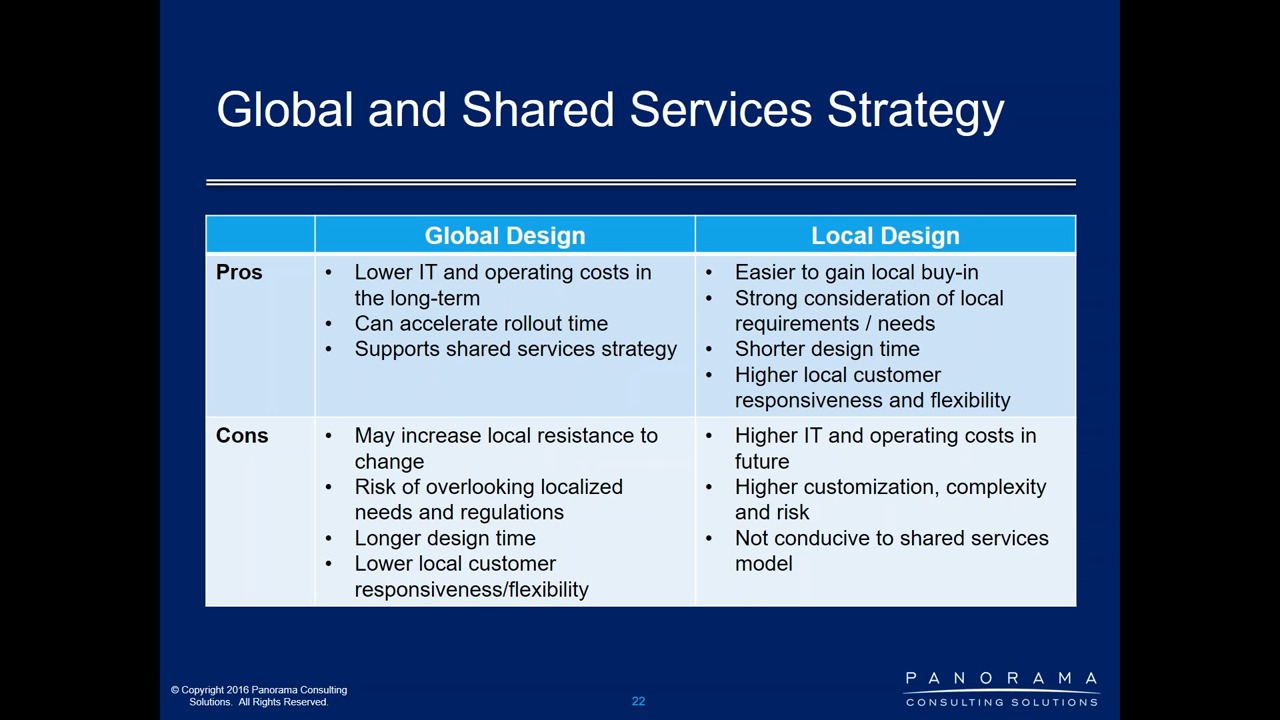 Global and Shared Services Strategy
Global Design
Local Design
Pros
• Lower IT and operating costs in
the long-term
• Can accelerate rollout time
• Supports shared services strategy
• Easier to gain local buy-in
• Strong consideration of local
requirements / needs
• Shorter design time
• Higher local customer
responsiveness and flexibility
Cons
• May increase local resistance to
change
• Risk of overlooking localized
needs and regulations
• Longer design time
• Lower local customer
responsiveness/flexibility
• Higher IT and operating costs in
future
• Higher customization, complexity
and risk
• Not conducive to shared services
model
© Copyright 2016 Panorama Consulting
Solutions. All Rights Reserved.
22
PANORAMA
CONSULTING SOLUTIONS